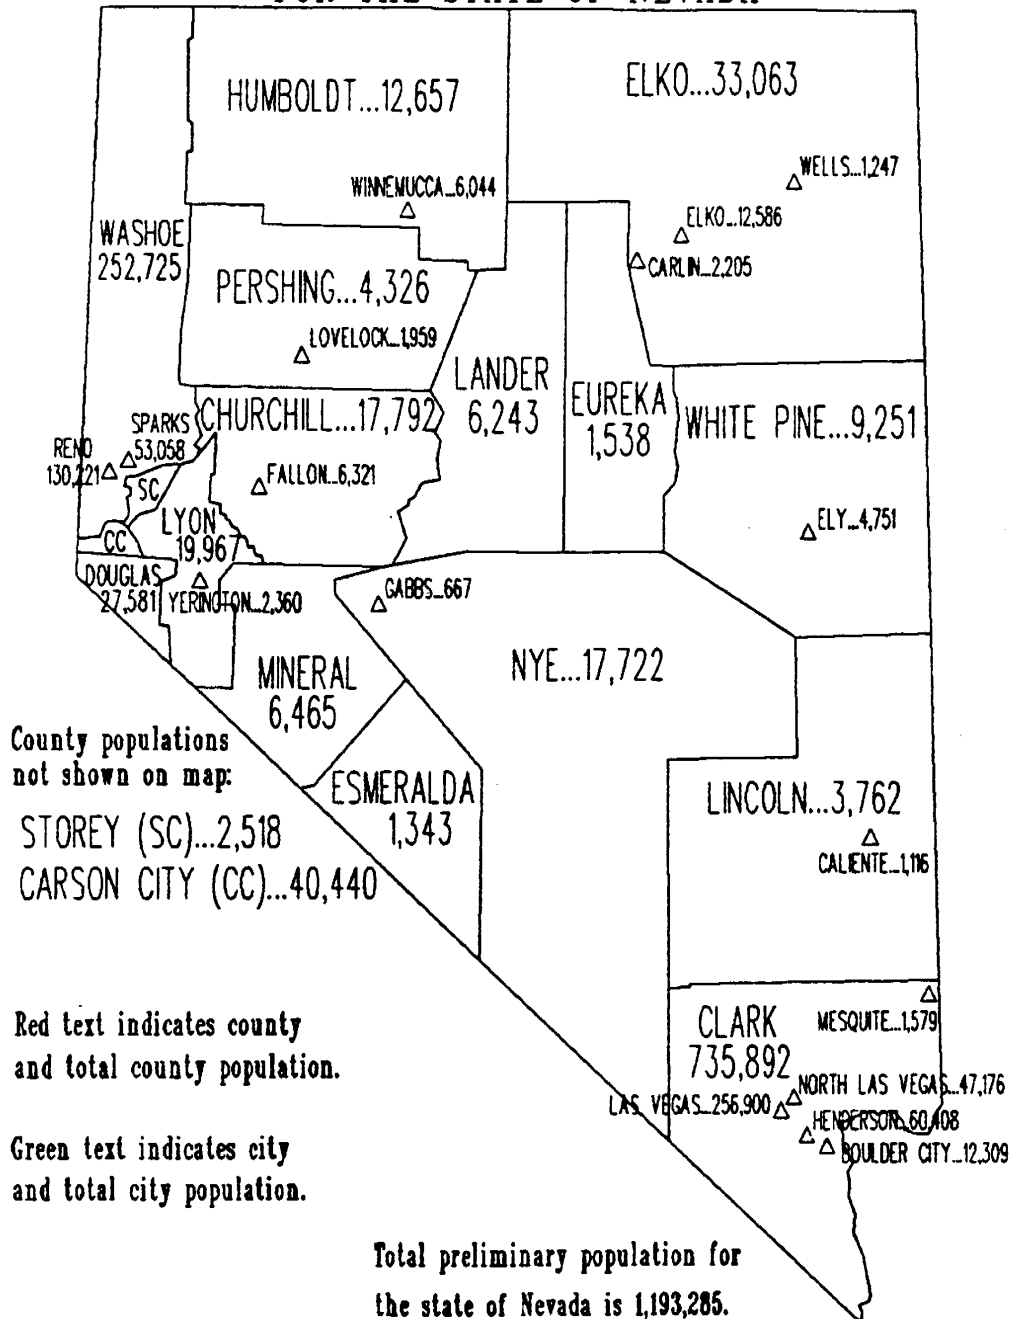 FOR THE STATE OF NEVADA
HUMBOLDT...12,657
ELKO...33,063
WELLS...1,247
WINNEMUCCA...6,044
ELKO...12,586
WASHOE
252,725
CARLIN...2,205
PERSHING...4,326
LOVELOCK...1,959
LANDER
6,243
EUREKA
1,538
WHITE PINE...9,251
CHURCHILL...17,792
SPARKS
53,058
RENO
130,221
FALLON...6,321
SC
LYON
19,967
ELY...4,751
CC
DOUGLAS
27,581
YERINGTON...2,360
GABBS...667
NYE...17,722
MINERAL
6,465
County populations
not shown on map:
STOREY (SC)...2,518
CARSON CITY (CC)...40,440
ESMERALDA
1,343
LINCOLN...3,762
CALIENTE...1,116
Red text indicates county
and total county population.
CLARK
735,892
MESQUITE...1,579
NORTH LAS VEGAS...47,176
LAS VEGAS...256,900
HENDERSON...60,408
BOULDER CITY...12,309
Green text indicates city
and total city population.
Total preliminary population for
the state of Nevada is 1,193,285.